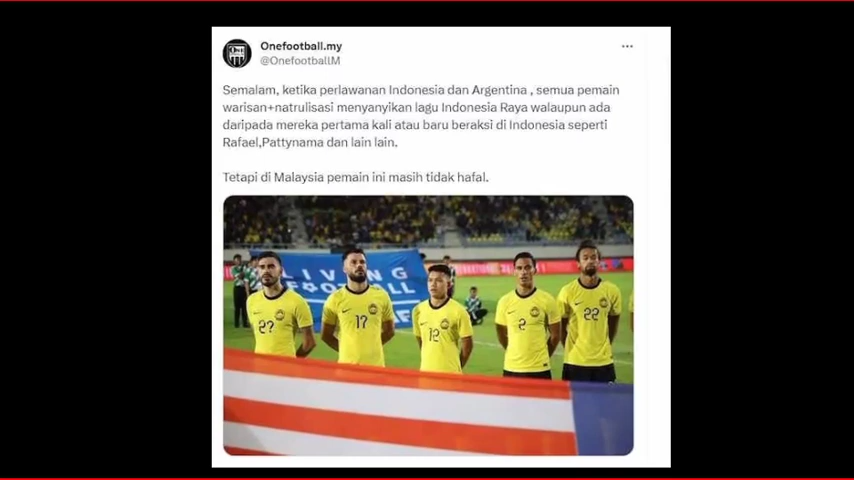 Onefootball.my
@OnefootballM
Semalam, ketika perlawanan Indonesia dan Argentina , semua pemain
warisan+natrulisasi menyanyikan lagu Indonesia Raya walaupun ada
daripada mereka pertama kali atau baru beraksi di Indonesia seperti
Rafael,Pattynama dan lain lain.
Tetapi di Malaysia pemain ini masih tidak hafal.
LIVING
FOOTBALL
17
12
2
22